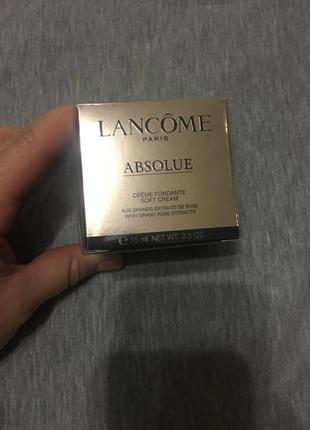 LANCÔME
PARIS
ABSOLUE
CRÈME FONDANTE
SOFT CREAM
AUX GRANDS EXTRAITS DE ROSE
WITH GRAND ROSE EXTRACTS
℮ 15 ml NET WT. 0.5 OZ.